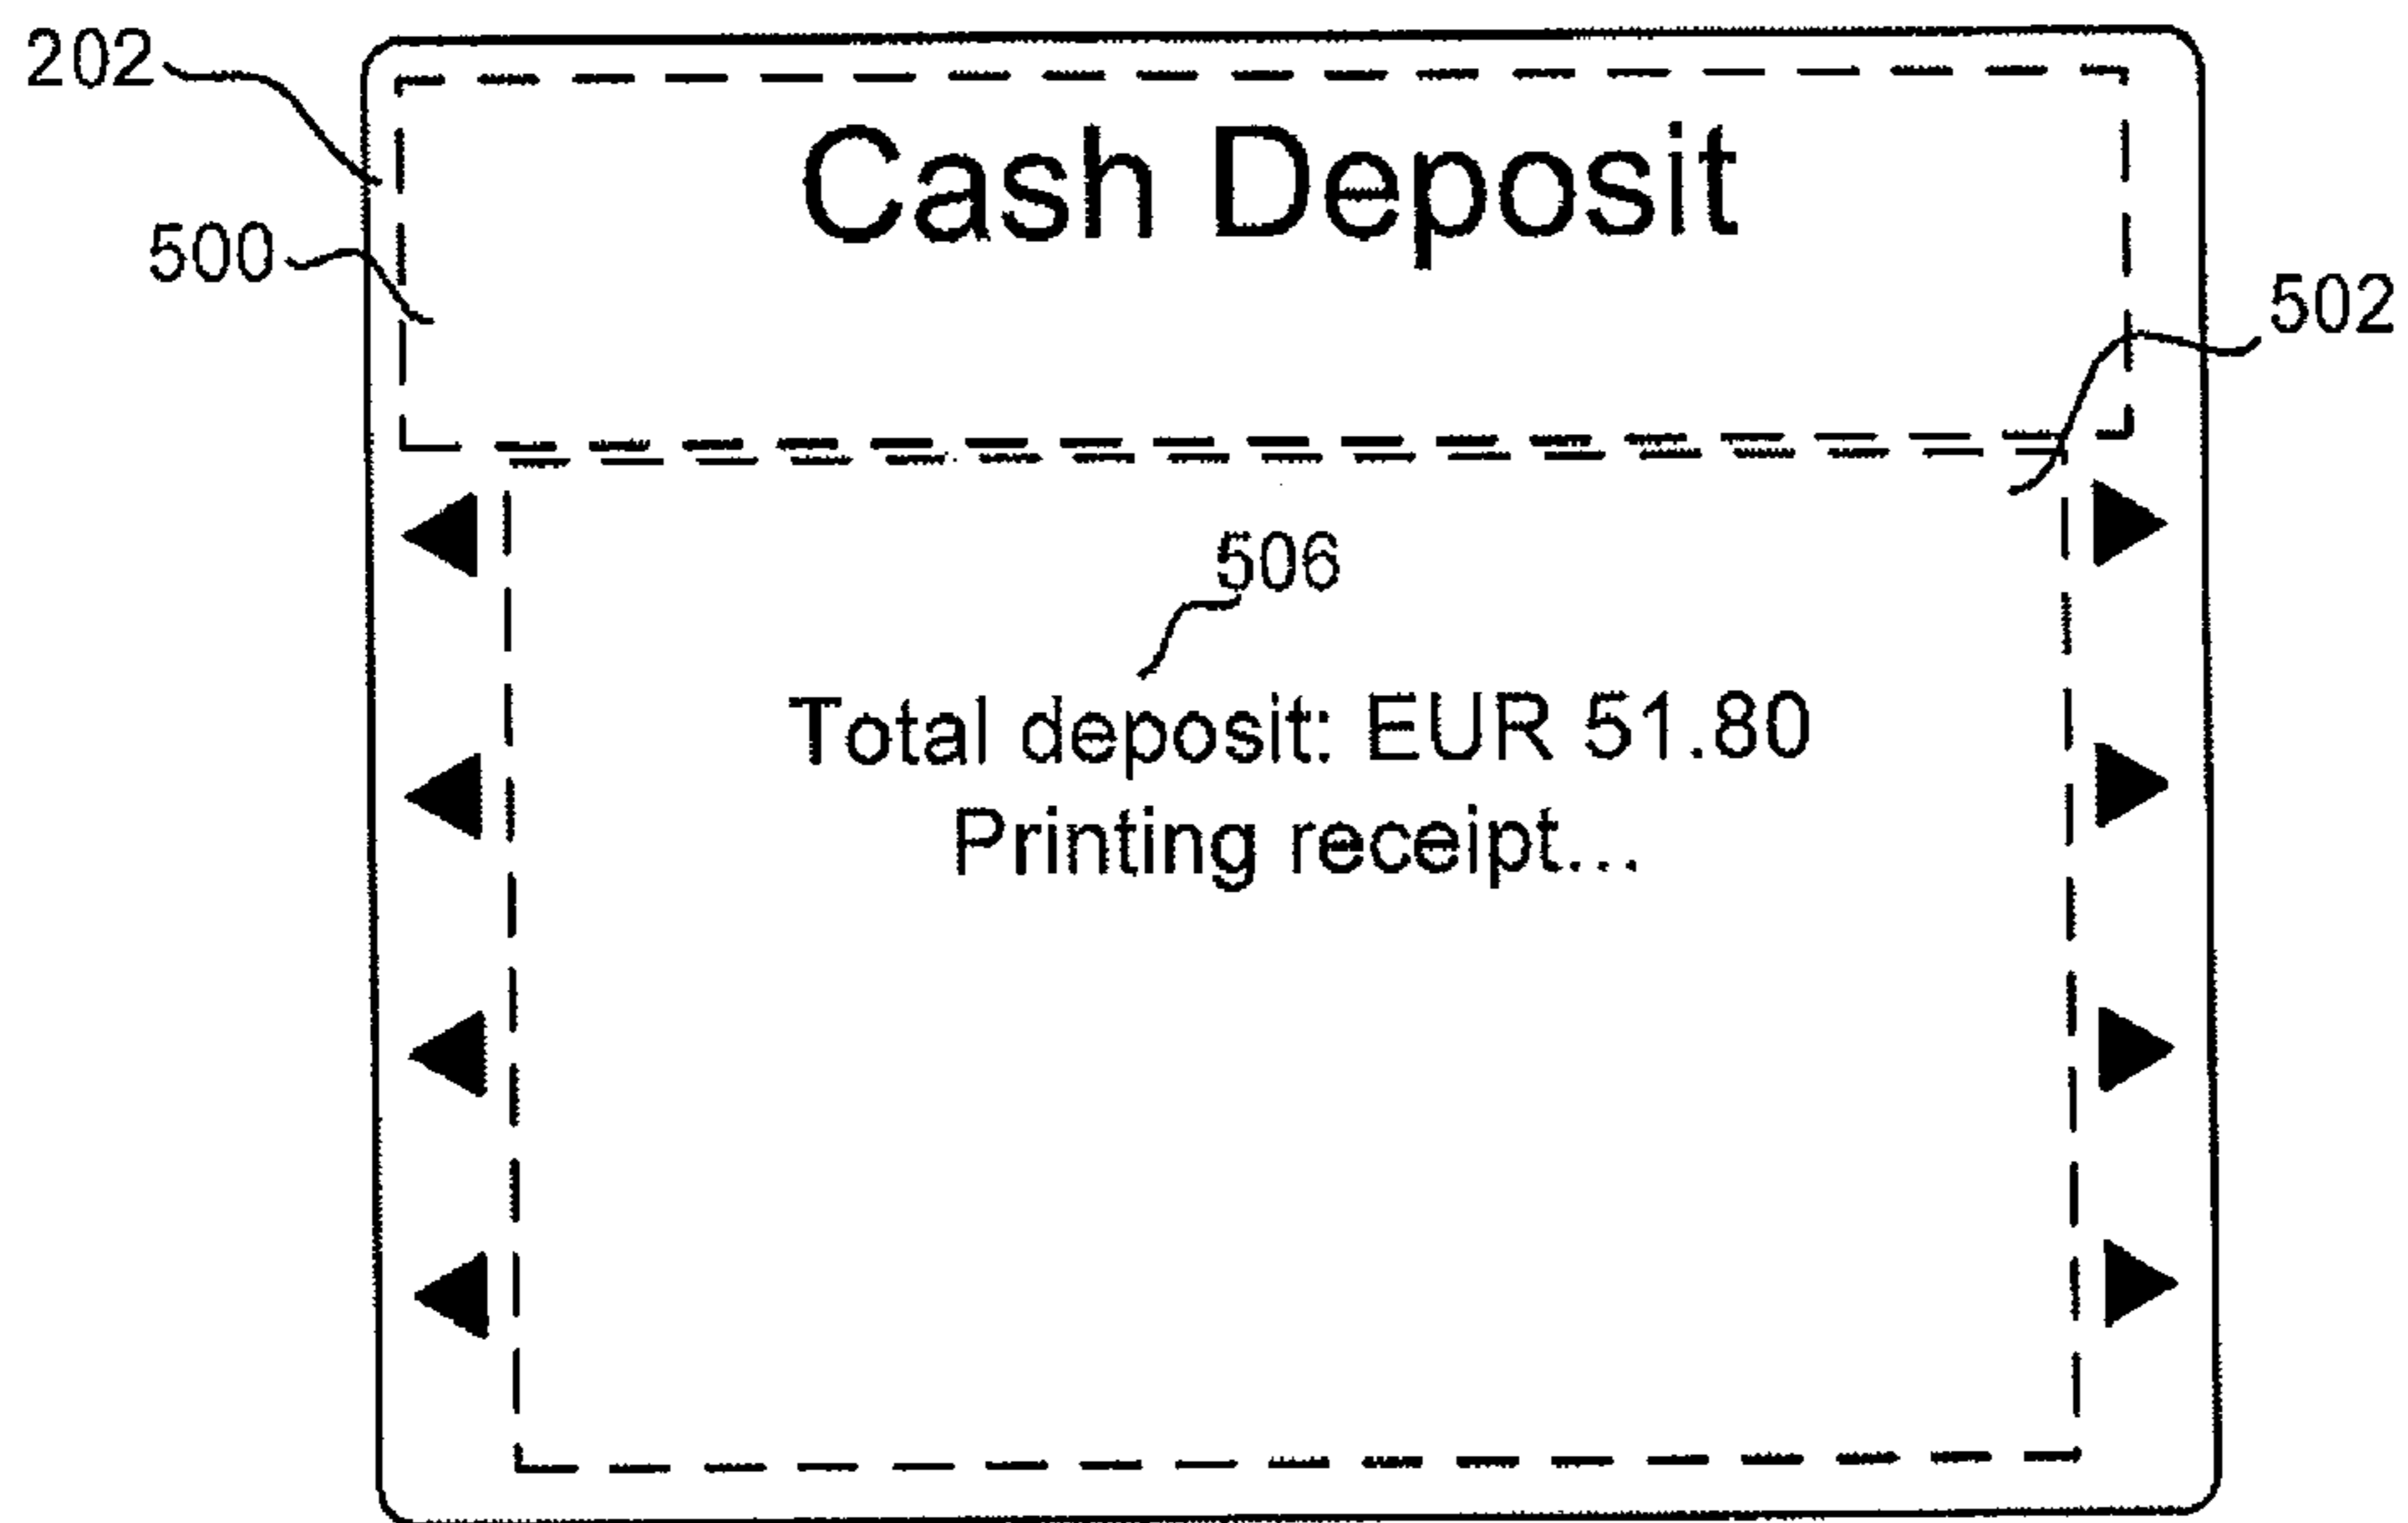 202
Cash Deposit
500
502
506
Total deposit: EUR 51.80
Printing receipt...